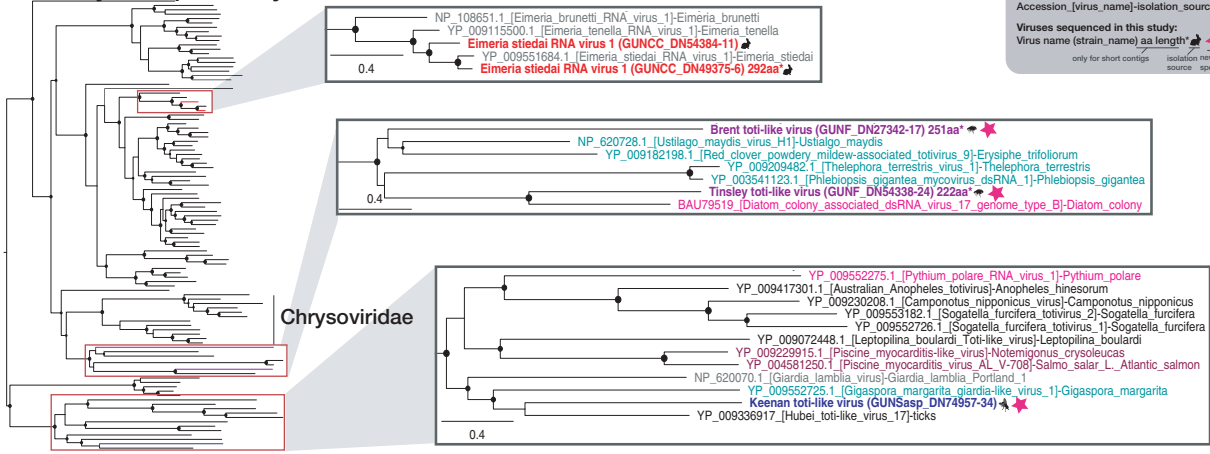 Accession_[virus_name]-isolation_sourc
Viruses sequenced in this study:
Virus name (strain_name) aa length*
only for short contigs
isolation
source
NP_108651.1_[Eimeria_brunetti_RNA_virus_1]-Eimeria_brunetti
YP_009115500.1_[Eimeria_tenella_RNA_virus_1]-Eimeria_tenella
Eimeria stiedai RNA virus 1 (GUNCC_DN54384-11)
YP_009551684.1_[Eimeria_stiedai_RNA_virus_1]-Eimeria_stiedai
Eimeria stiedai RNA virus 1 (GUNCC_DN49375-6) 292aa*
0.4
Brent toti-like virus (GUNF_DN27342-17) 251aa*
NP_620728.1_[Ustilago_maydis_virus_H1]-Ustialgo_maydis
YP_009182198.1_[Red_clover_powdery_mildew-associated_totivirus_9]-Erysiphe_trifoliorum
YP_009209482.1_[Thelephora_terrestris_virus_1]-Thelephora_terrestris
YP_003541123.1_[Phlebiopsis_gigantea_mycovirus_dsRNA_1]-Phlebiopsis_gigantea
Tinsley toti-like virus (GUNF_DN54338-24) 222aa*
BAU79519_[Diatom_colony_associated_dsRNA_virus_17_genome_type_B]-Diatom_colony
0.4
Chrysoviridae
YP_009552275.1_[Pythium_polare_RNA_virus_1]-Pythium_polare
YP_009417301.1_[Australian_Anopheles_totivirus]-Anopheles_hinesorum
YP_009230208.1_[Camponotus_nipponicus_virus]-Camponotus_nipponicus
YP_009553182.1_[Sogatella_furcifera_totivirus_2]-Sogatella_furcifera
YP_009552726.1_[Sogatella_furcifera_totivirus_1]-Sogatella_furcifera
YP_009072448.1_[Leptopilina_boulardi_Toti-like_virus]-Leptopilina_boulardi
YP_009229915.1_[Piscine_myocarditis-like_virus]-Notemigonus_crysoleucas
YP_004581250.1_[Piscine_myocarditis_virus_AL_V-708]-Salmo_salar_L._Atlantic_salmon
NP_620070.1_[Giardia_lamblia_virus]-Giardia_lamblia_Portland_1
YP_009552725.1_[Gigaspora_margarita_giardia-like_virus_1]-Gigaspora_margarita
Keenan toti-like virus (GUNSasp_DN74957-34)
YP_009336917_[Hubei_toti-like_virus_17]-ticks
0.4